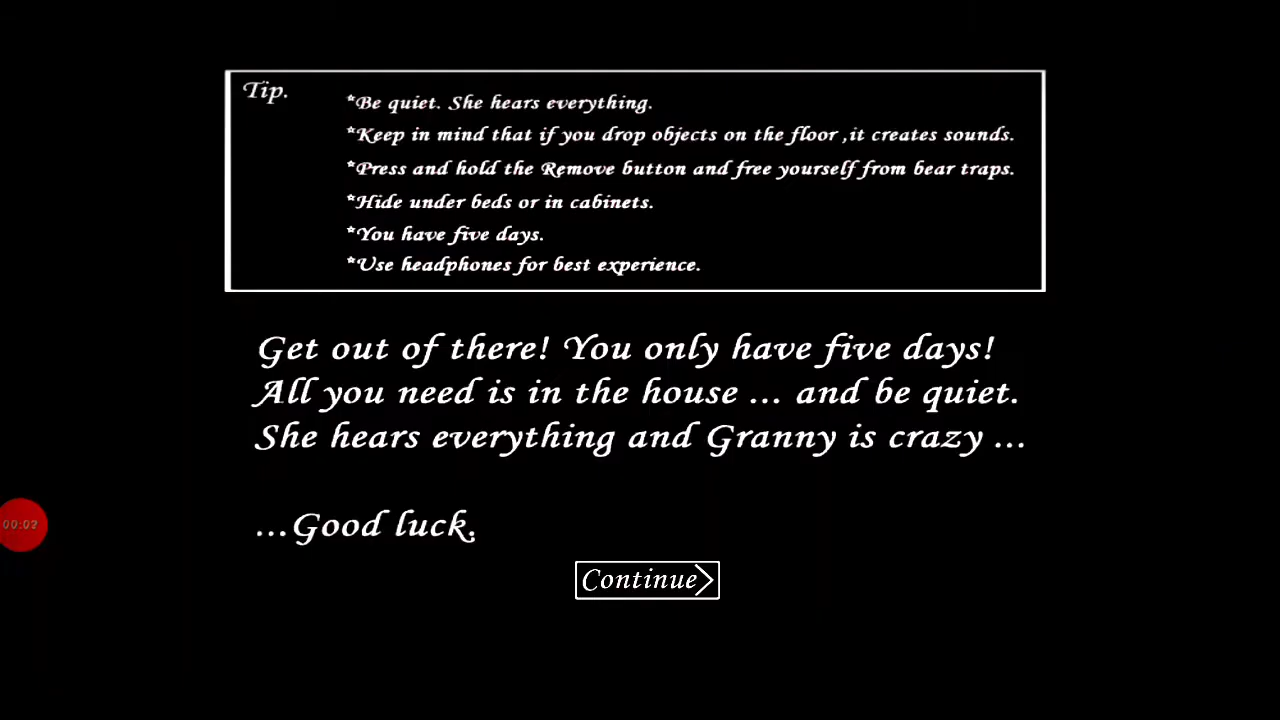 Tip.
*Be quiet. She hears everything.
*Keep in mind that if you drop objects on the floor ,it creates sounds.
*Press and hold the Remove button and free yourself from bear traps.
*Hide under beds or in cabinets.
*You have five days.
*Use headphones for best experience.
Get out of there! You only have five days!
All you need is in the house ... and be quiet.
She hears everything and Granny is crazy ...
...Good luck.
00:02
Continue>